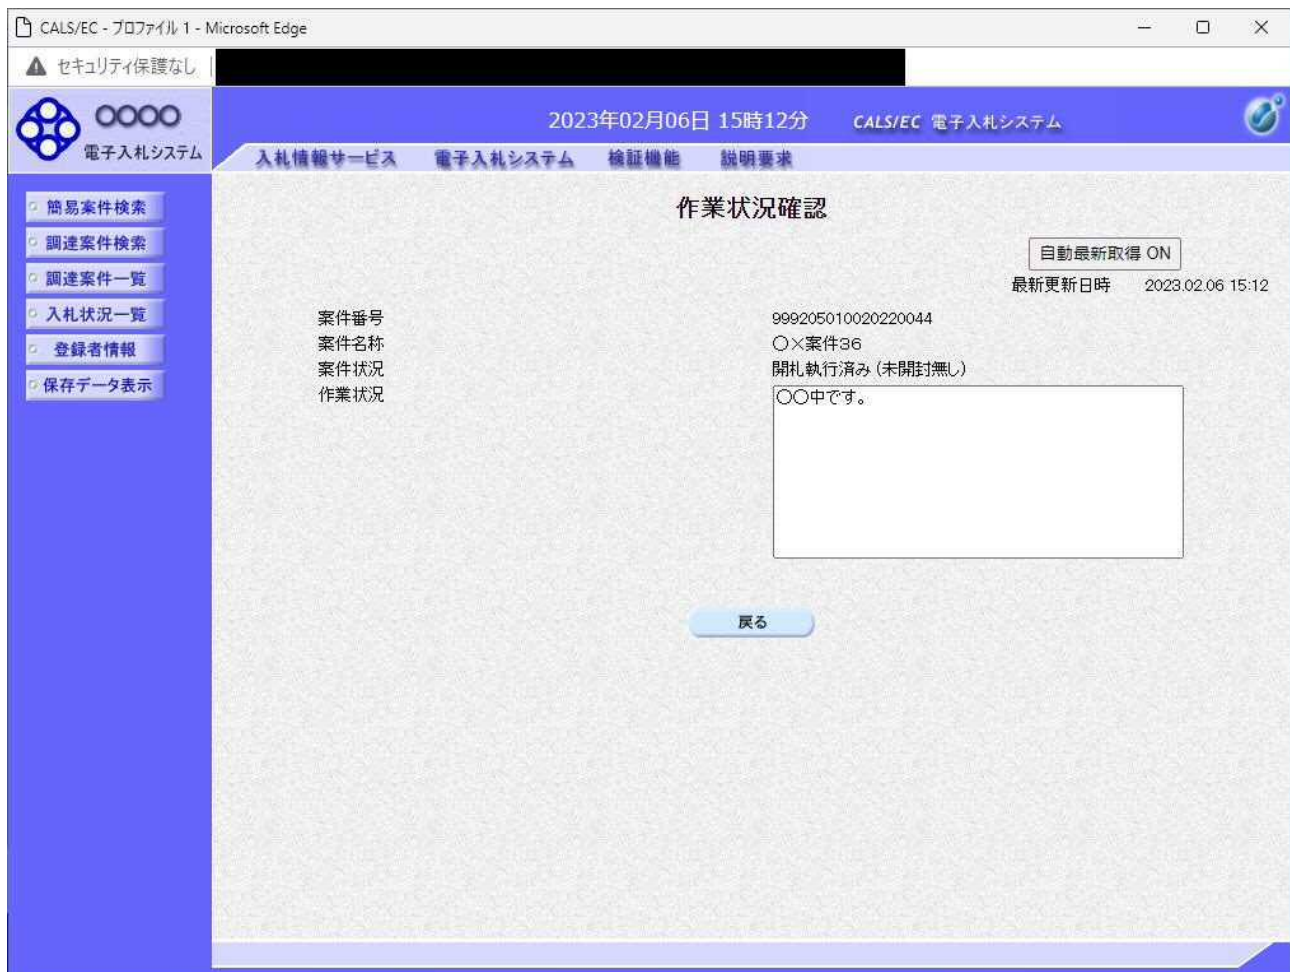 CALS/EC - プロファイル 1 - Microsoft Edge
セキュリティ保護なし
〇〇〇〇
電子入札システム
2023年02月06日 15時12分
CALS/EC 電子入札システム
入札情報サービス 電子入札システム 検証機能 説明要求
簡易案件検索
調達案件検索
調達案件一覧
入札状況一覧
登録者情報
保存データ表示
作業状況確認
自動最新取得 ON
最新更新日時 2023.02.06 15:12
案件番号 999205010020220044
案件名称 〇×案件36
案件状況 開札執行済み（未開封無し）
作業状況 〇〇中です。
戻る